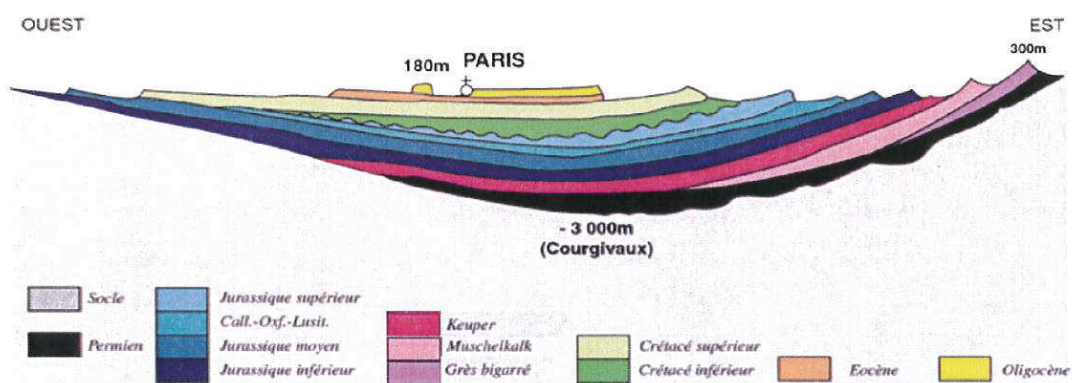 OUEST
EST
300m
180m
PARIS
- 3 000m
(Courgivaux)
Socle
Permien
Jurassique supérieur
Call.-Oxf.-Lusit.
Jurassique moyen
Jurassique inférieur
Keuper
Muschelkalk
Grès bigarré
Crétacé supérieur
Crétacé inférieur
Eocène
Oligocène